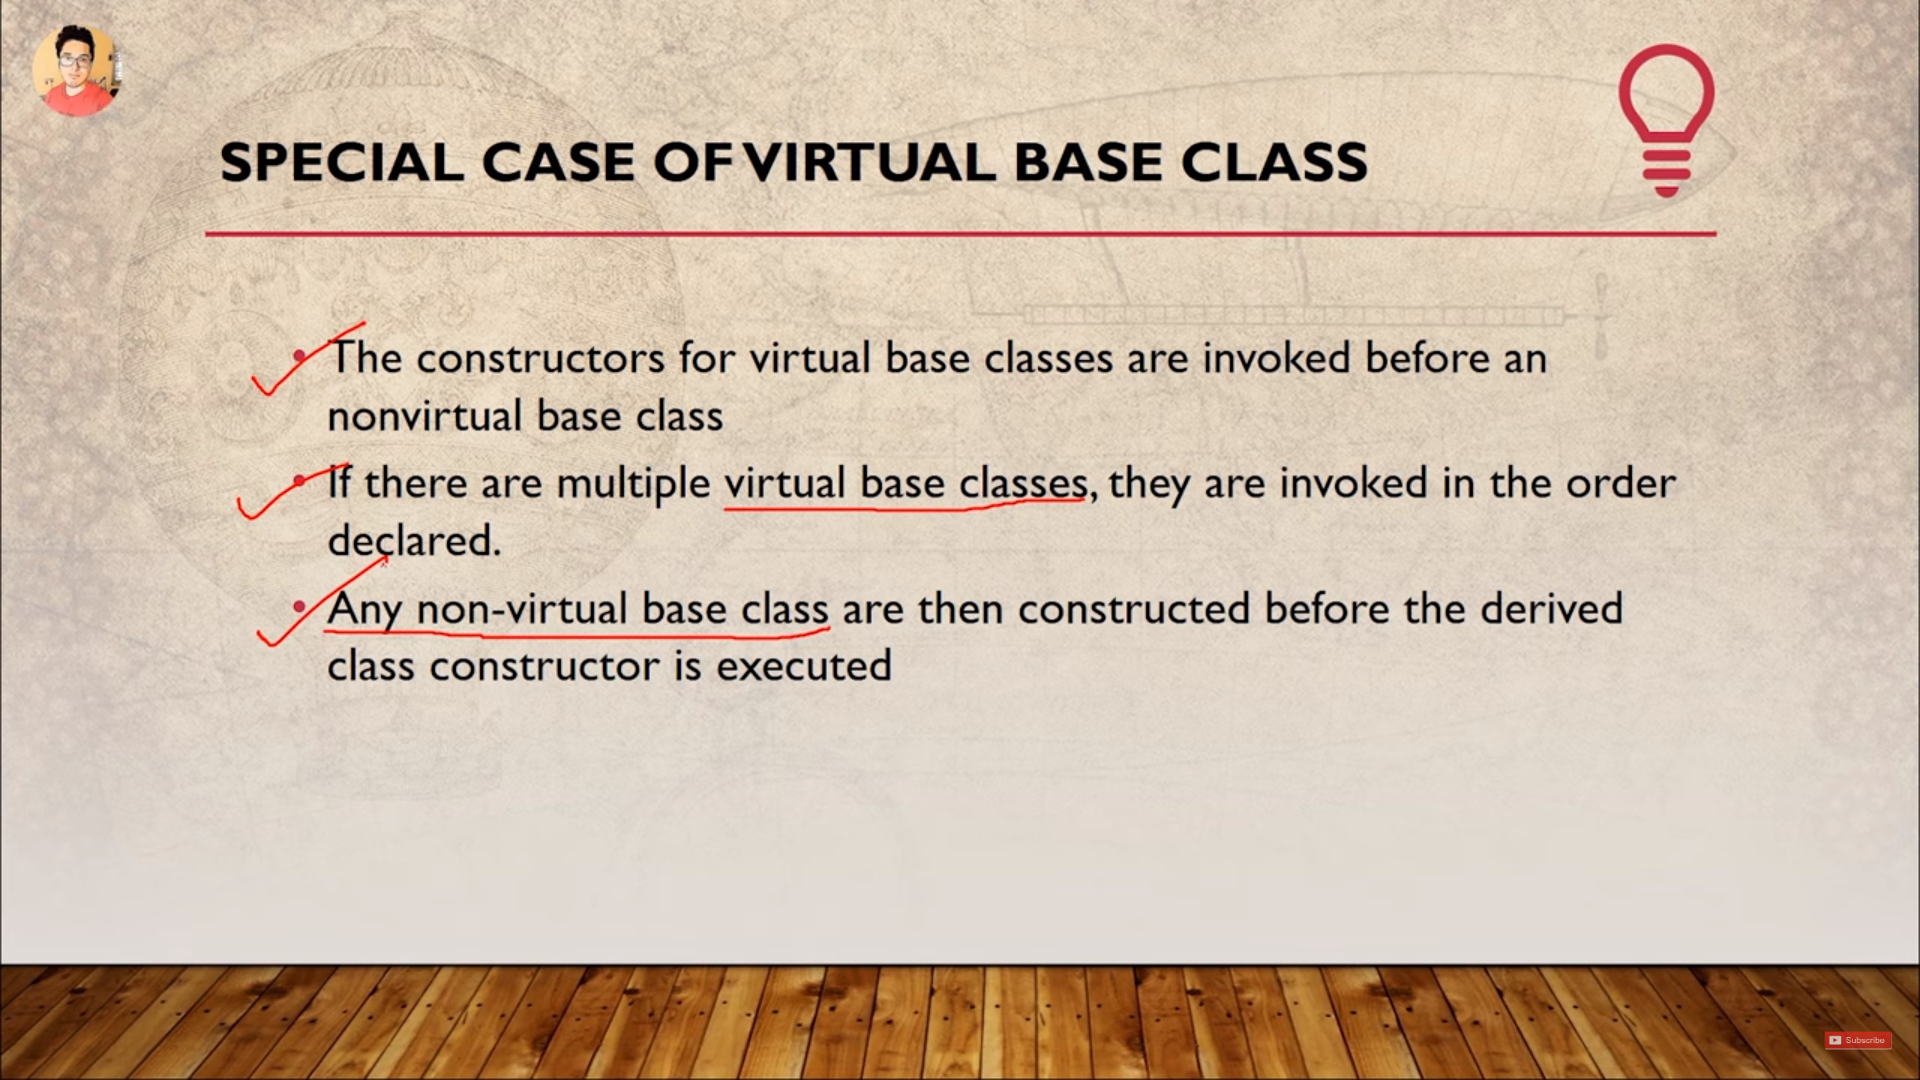 SPECIAL CASE OF VIRTUAL BASE CLASS
• The constructors for virtual base classes are invoked before an
nonvirtual base class
• If there are multiple virtual base classes, they are invoked in the order
declared.
• Any non-virtual base class are then constructed before the derived
class constructor is executed
Subscribe